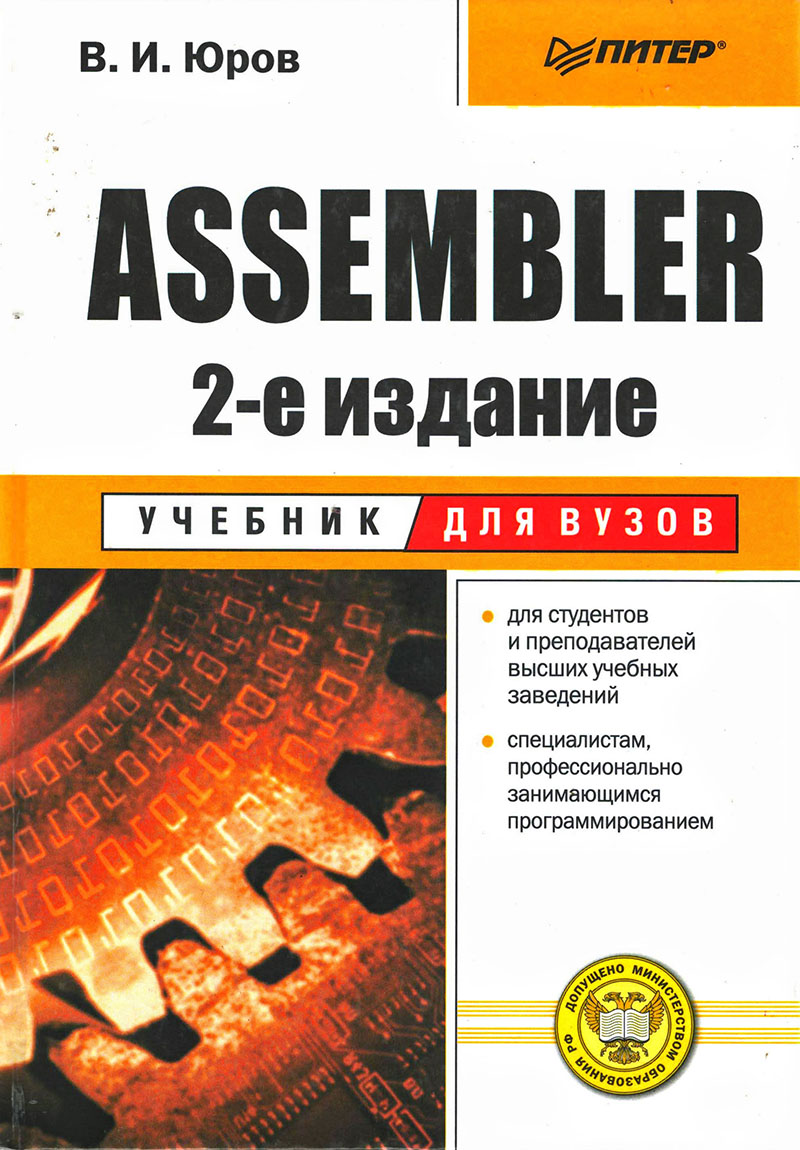 В. И. Юров
ПИТЕР®
ASSEMBLER
2-е издание
УЧЕБНИК ДЛЯ ВУЗОВ
• для студентов
и преподавателей
высших учебных
заведений
• специалистам,
профессионально
занимающимся
программированием
ДОПУЩЕНО МИНИСТЕРСТВОМ ОБРАЗОВАНИЯ РФ